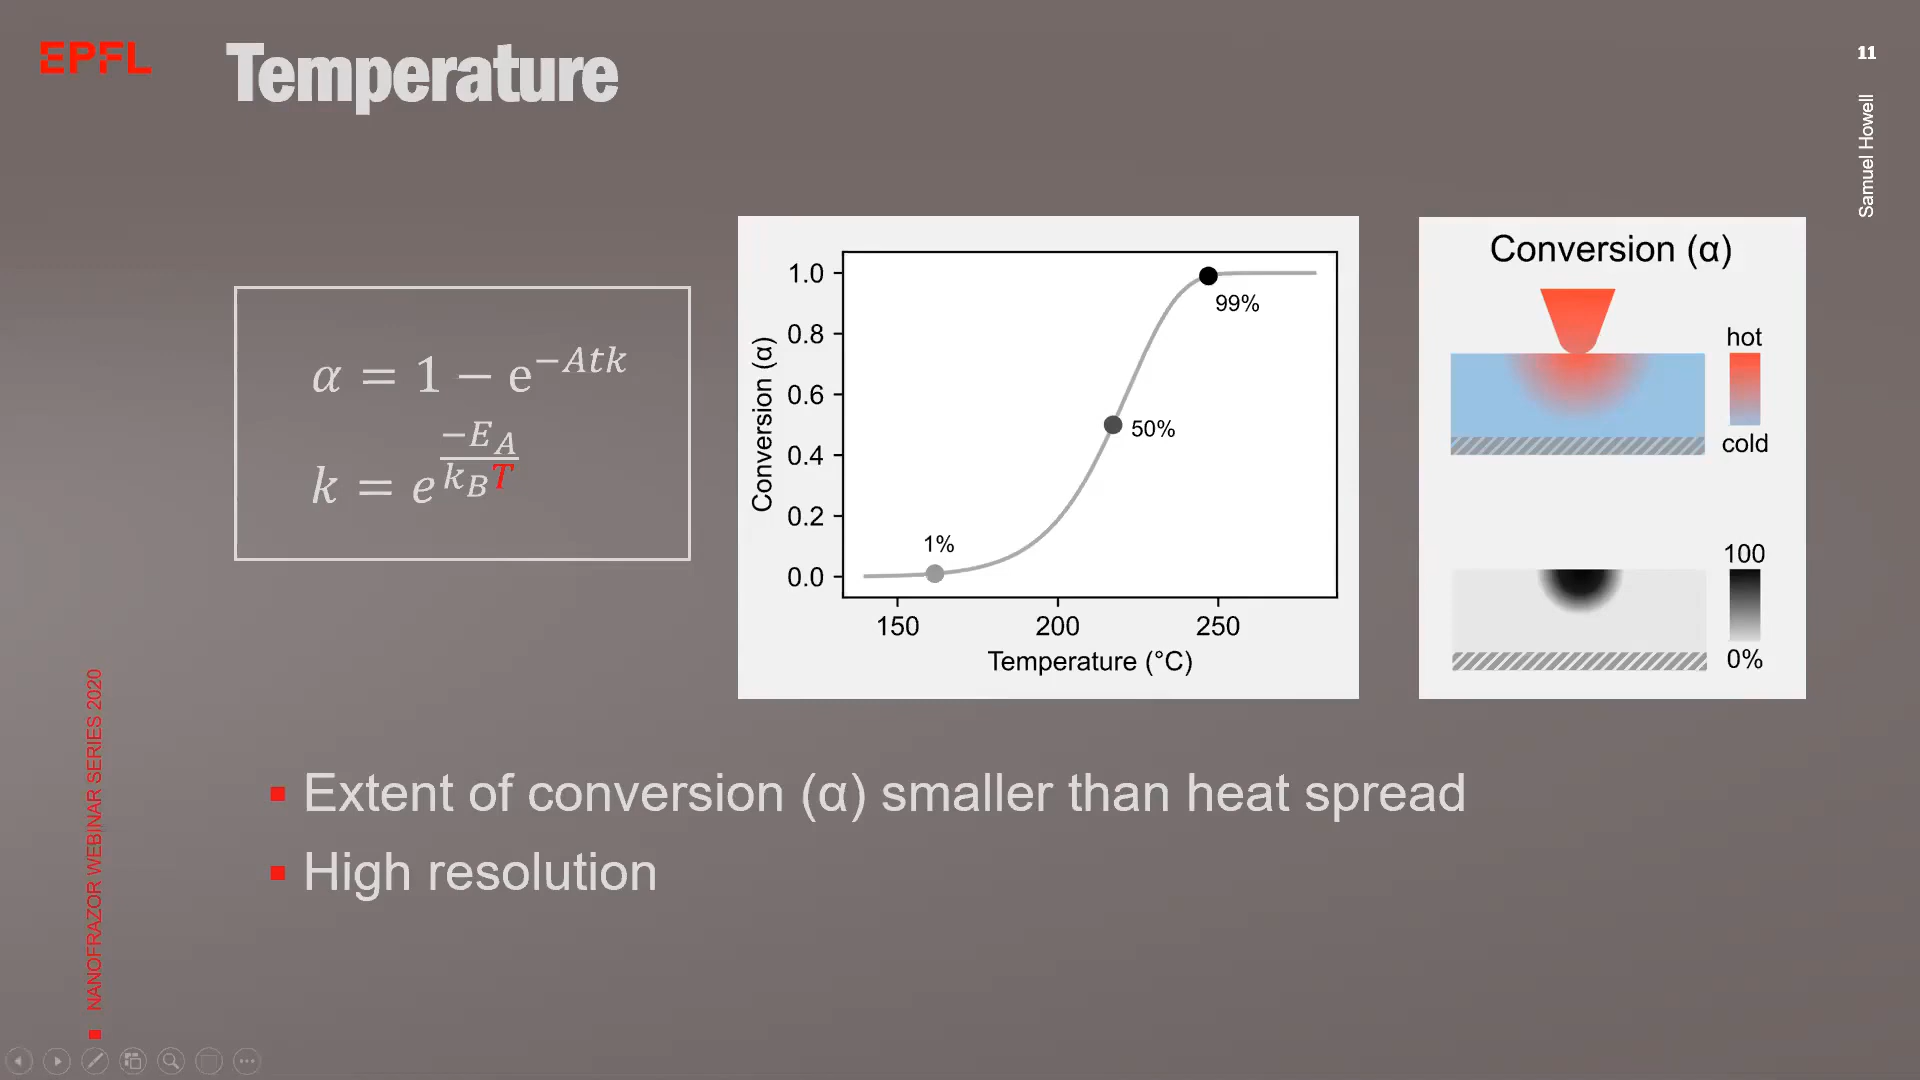 EPFL
Temperature
11
Samuel Howell
α = 1 − e^{−Atk}
k = e^{\frac{−E_A}{k_B T}}
Conversion (α)
1.0
0.8
0.6
0.4
0.2
0.0
1%
50%
99%
150 200 250
Temperature (°C)
Conversion (α)
hot
cold
100
0%
Extent of conversion (α) smaller than heat spread
High resolution
NANOFRAZOR WEBINAR SERIES 2020